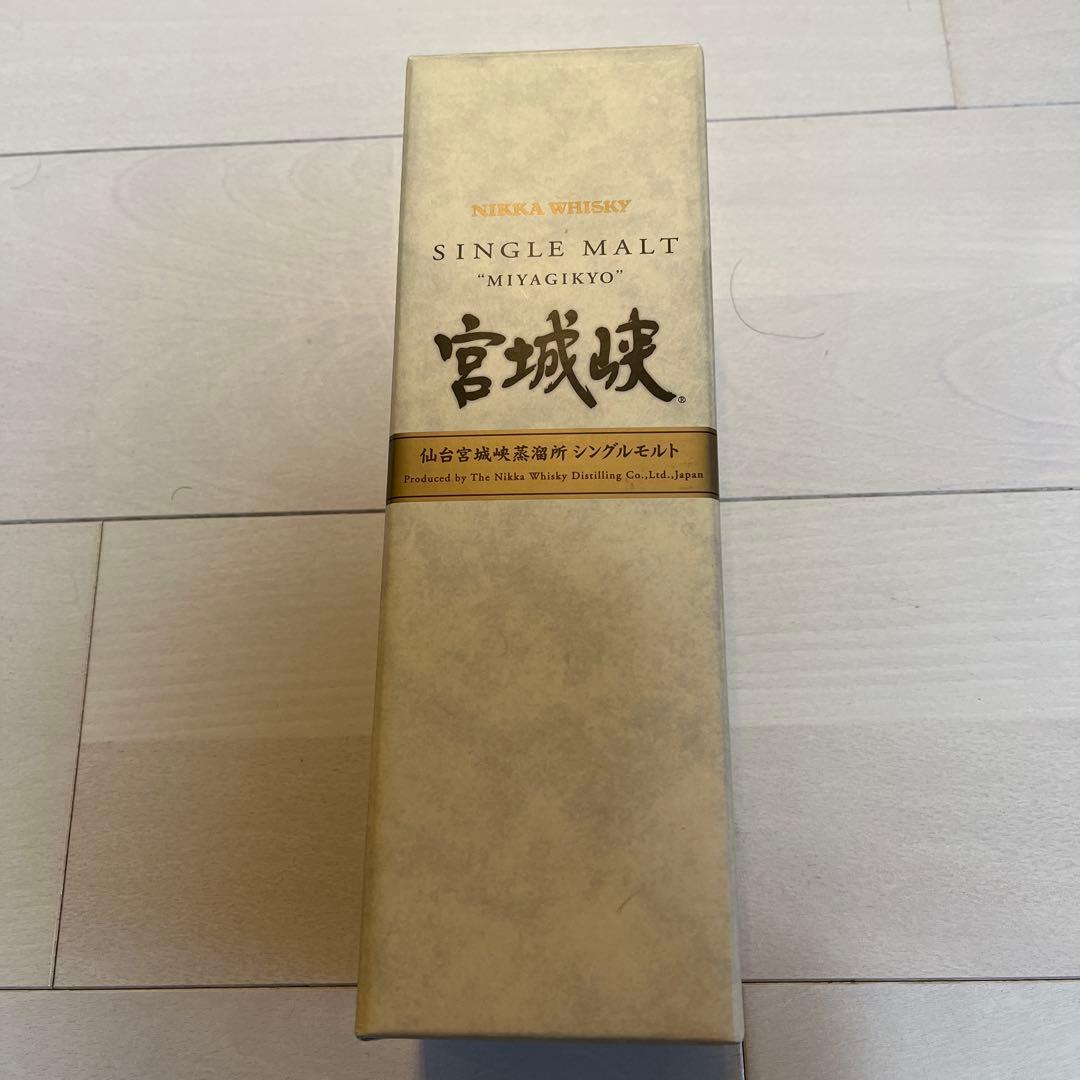 NIKKA WHISKY
SINGLE MALT
“MIYAGIKYO”
宮城峡®
仙台宮城峡蒸溜所 シングルモルト
Produced by The Nikka Whisky Distilling Co.,Ltd.,Japan